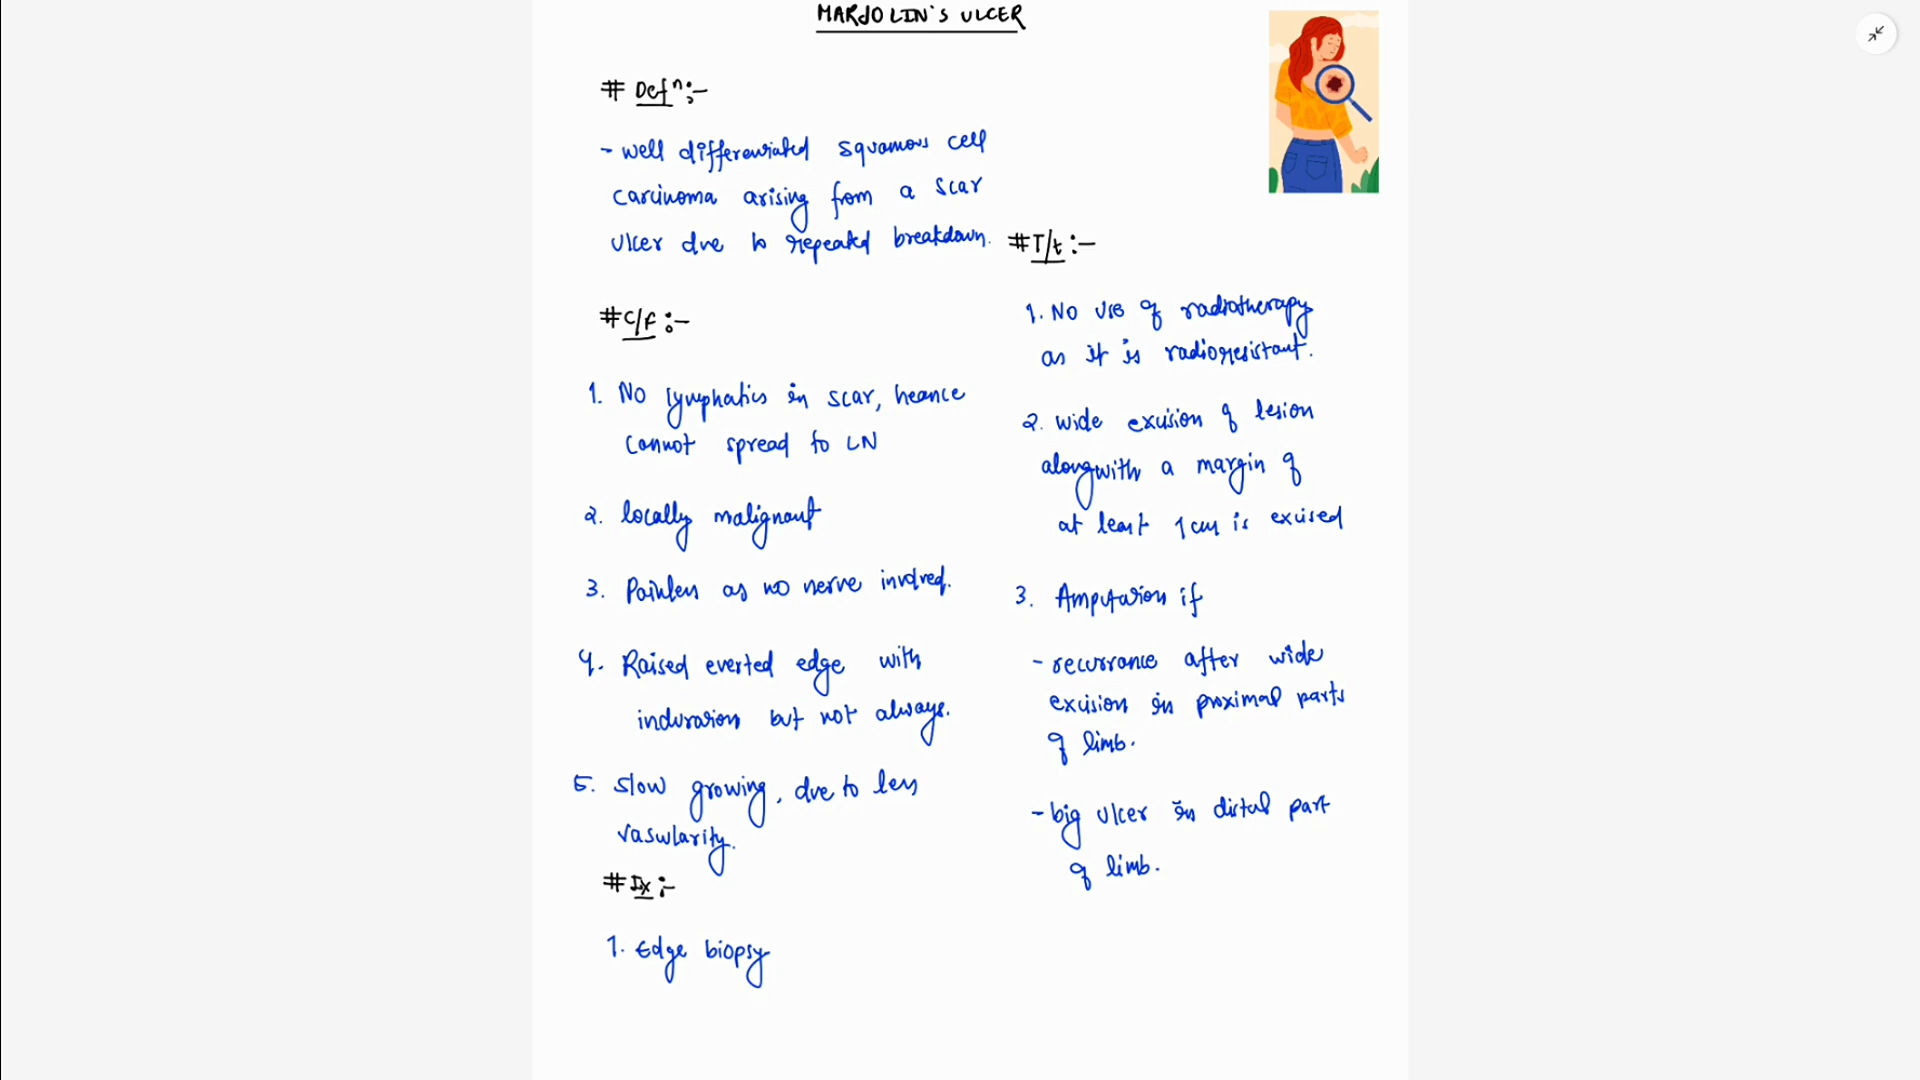 MARJOLIN'S ULCER
# Defn:-
- well differentiated squamous cell
carcinoma arising from a scar
ulcer due to repeated breakdown.
# C/F :-
1. No lymphatics in scar, heance
cannot spread to LN
2. locally malignant
3. Painless as no nerve involved.
4. Raised everted edge with
induration but not always.
5. Slow growing, due to less
vascularity.
# Dx :-
1. Edge biopsy
# T/t :-
1. No use of radiotherapy
as it is radioresistant.
2. wide excision of lesion
alongwith a margin of
at least 1 cm is excised
3. Amputation if
- recurrance after wide
excision in proximal parts
of limb.
- big ulcer in distal part
of limb.